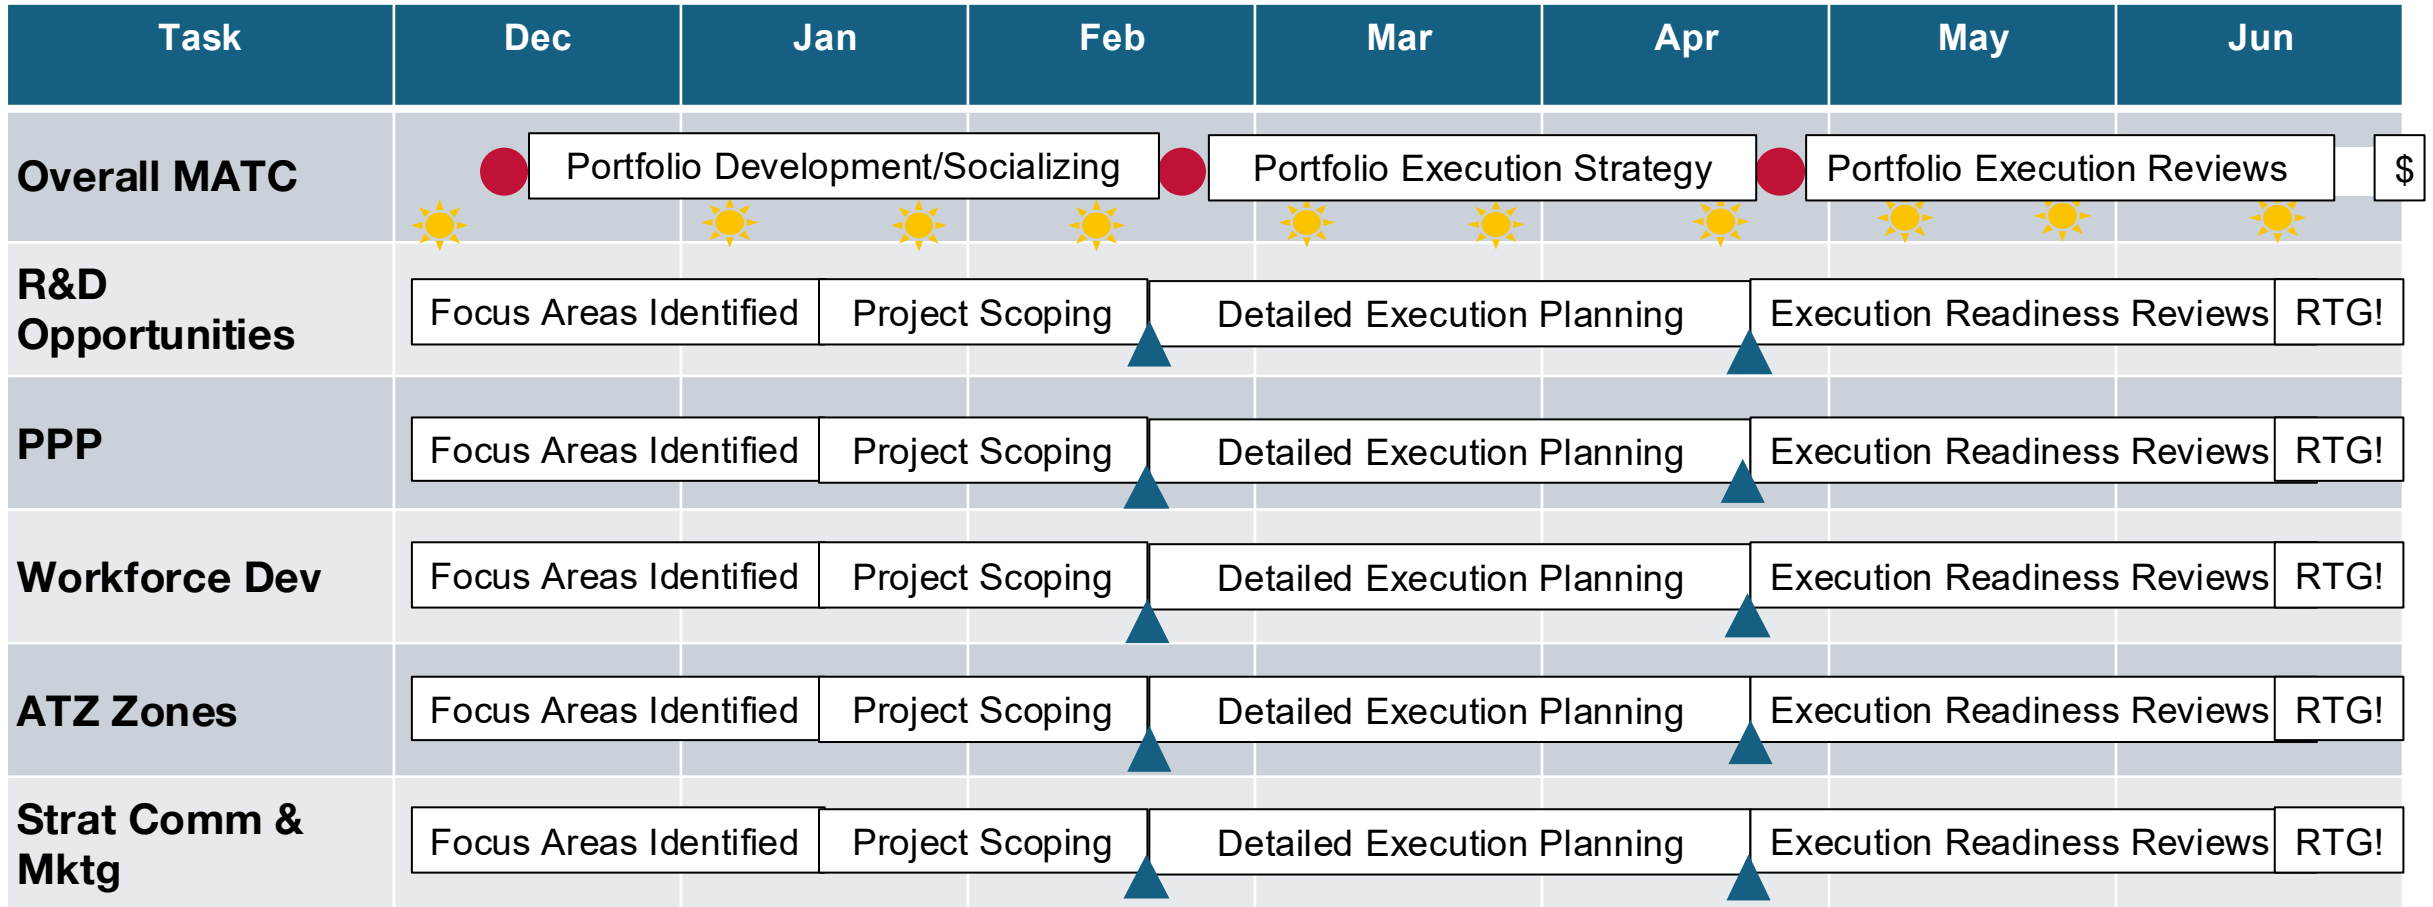 Task Dec Jan Feb Mar Apr May Jun
Overall MATC Portfolio Development/Socializing Portfolio Execution Strategy Portfolio Execution Reviews $
R&D
Opportunities Focus Areas Identified Project Scoping Detailed Execution Planning Execution Readiness Reviews RTG!
PPP Focus Areas Identified Project Scoping Detailed Execution Planning Execution Readiness Reviews RTG!
Workforce Dev Focus Areas Identified Project Scoping Detailed Execution Planning Execution Readiness Reviews RTG!
ATZ Zones Focus Areas Identified Project Scoping Detailed Execution Planning Execution Readiness Reviews RTG!
Strat Comm &
Mktg Focus Areas Identified Project Scoping Detailed Execution Planning Execution Readiness Reviews RTG!